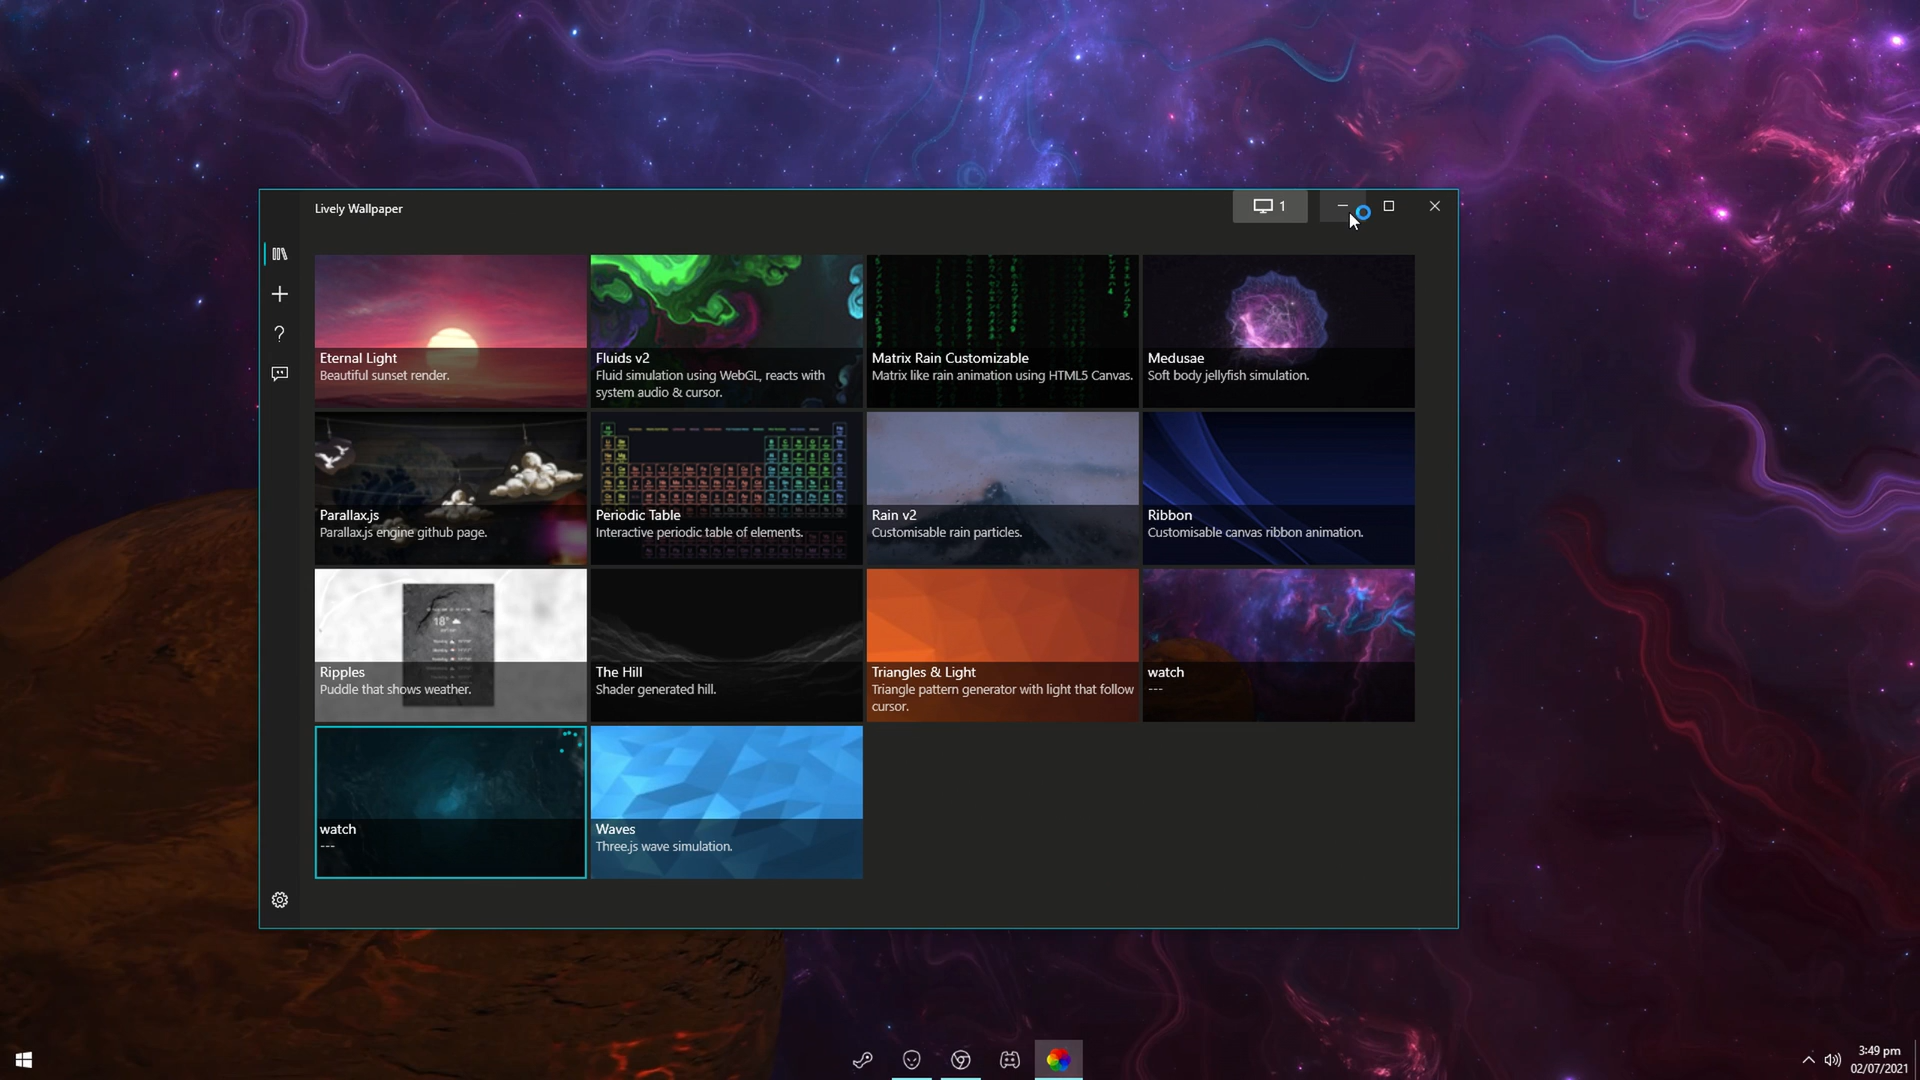 Lively Wallpaper
1
Eternal Light
Beautiful sunset render.
Fluids v2
Fluid simulation using WebGL, reacts with
system audio & cursor.
Matrix Rain Customizable
Matrix like rain animation using HTML5 Canvas.
Medusae
Soft body jellyfish simulation.
Parallax.js
Parallax.js engine github page.
Periodic Table
Interactive periodic table of elements.
Rain v2
Customisable rain particles.
Ribbon
Customisable canvas ribbon animation.
18°
Ripples
Puddle that shows weather.
The Hill
Shader generated hill.
Triangles & Light
Triangle pattern generator with light that follow
cursor.
watch
---
watch
---
Waves
Three.js wave simulation.
3:49 pm
02/07/2021